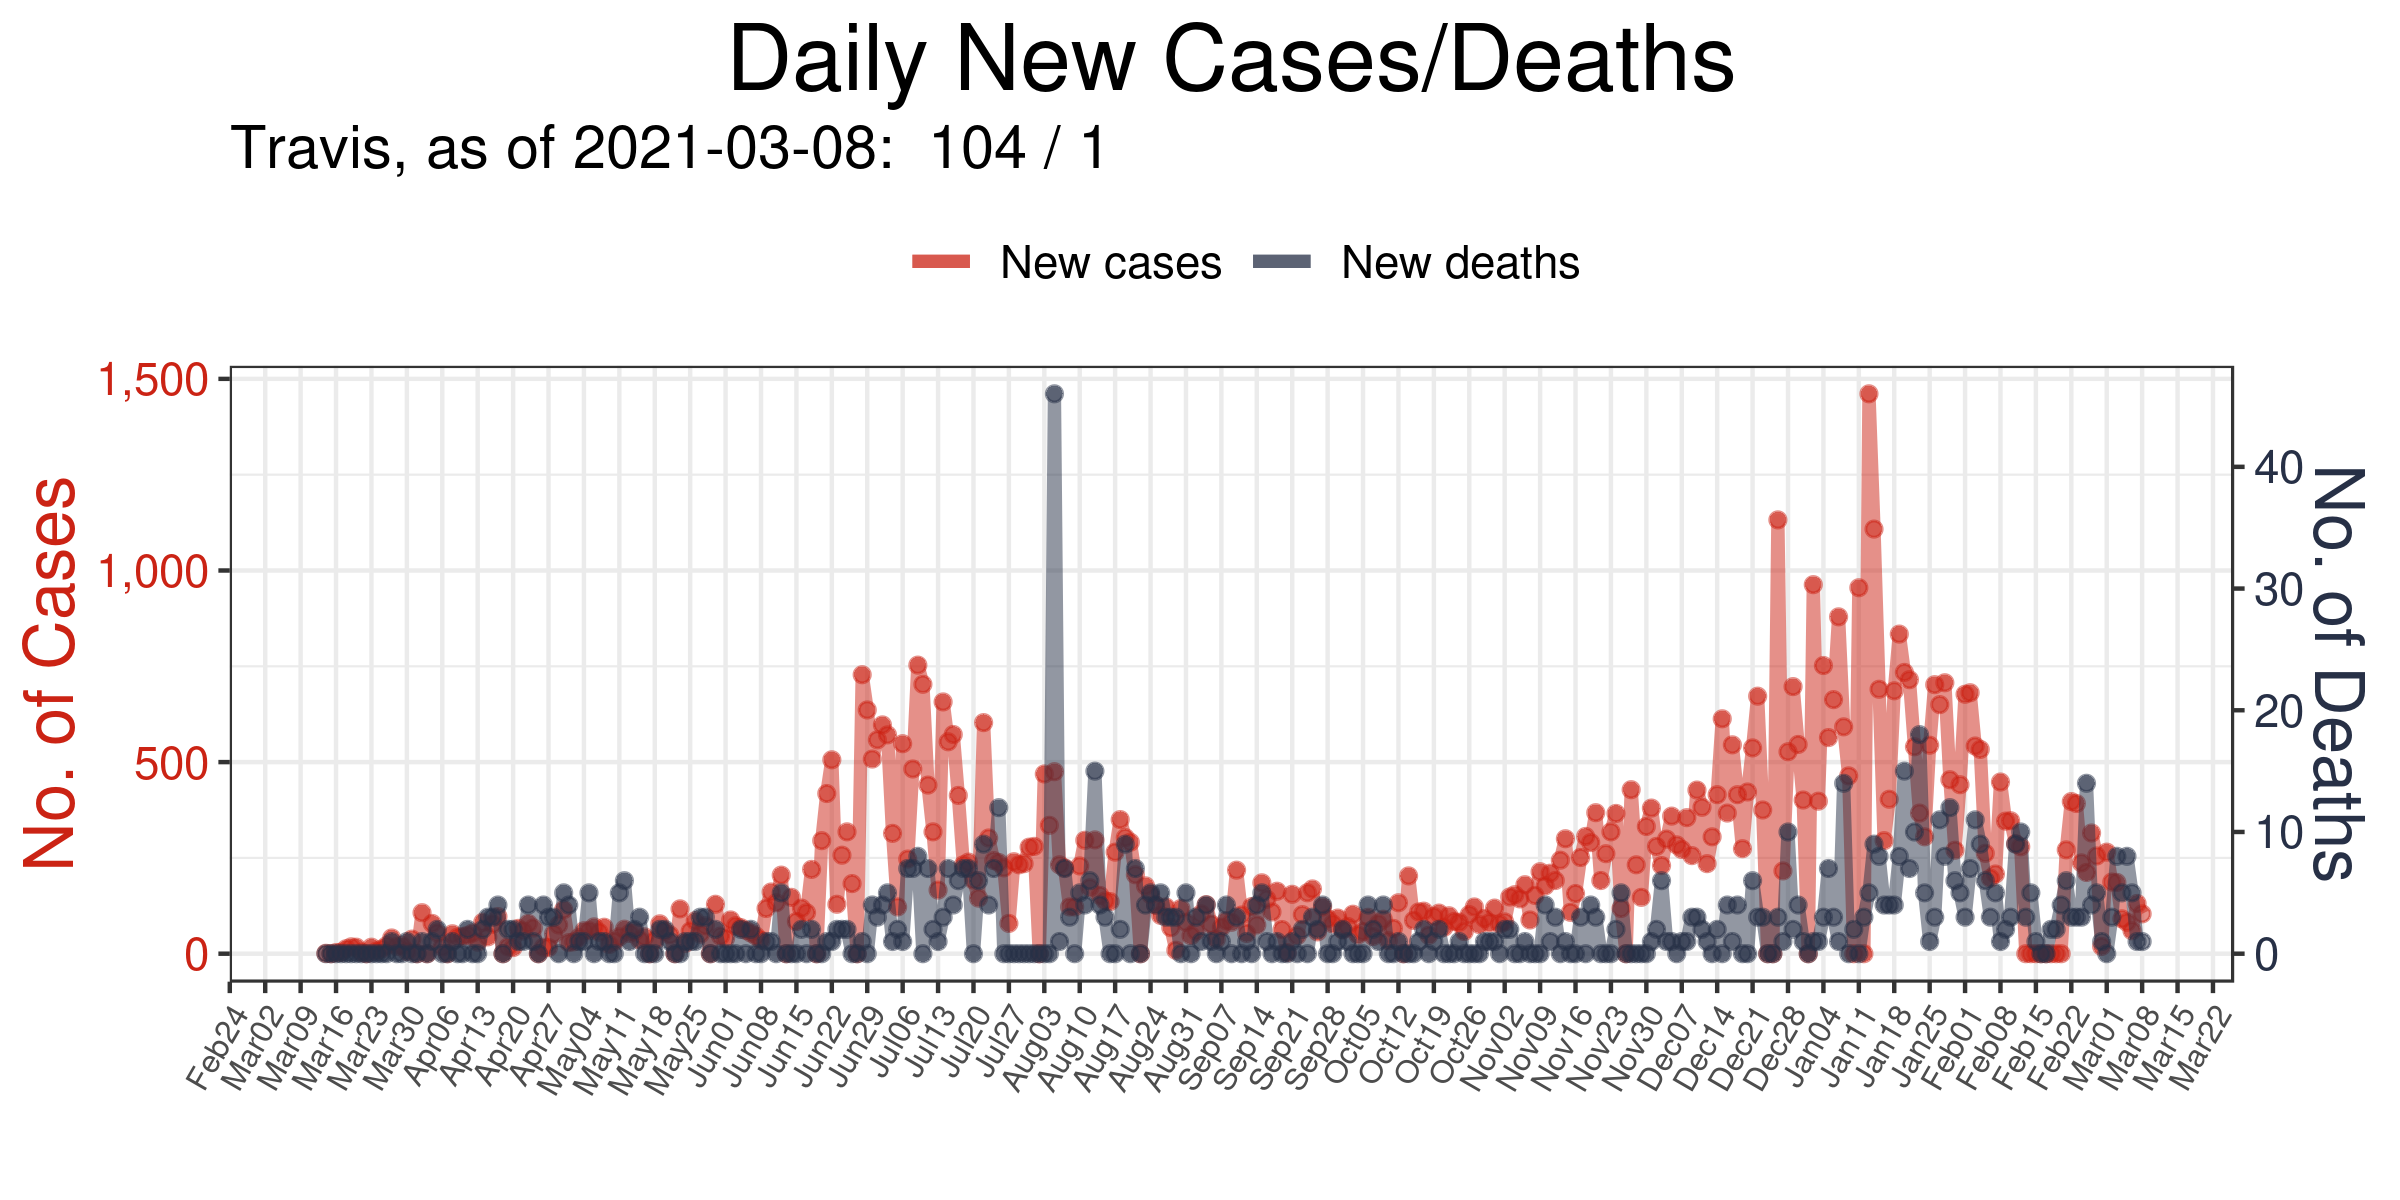 Daily New Cases/Deaths
Travis, as of 2021-03-08:  104 / 1
New cases
New deaths
No. of Cases
1,500
1,000
500
0
40
30
20
10
0
No. of Deaths
Feb24
Mar02
Mar09
Mar16
Mar23
Mar30
Apr06
Apr13
Apr20
Apr27
May04
May11
May18
May25
Jun01
Jun08
Jun15
Jun22
Jun29
Jul06
Jul13
Jul20
Jul27
Aug03
Aug10
Aug17
Aug24
Aug31
Sep07
Sep14
Sep21
Sep28
Oct05
Oct12
Oct19
Oct26
Nov02
Nov09
Nov16
Nov23
Nov30
Dec07
Dec14
Dec21
Dec28
Jan04
Jan11
Jan18
Jan25
Feb01
Feb08
Feb15
Feb22
Mar01
Mar08
Mar15
Mar22